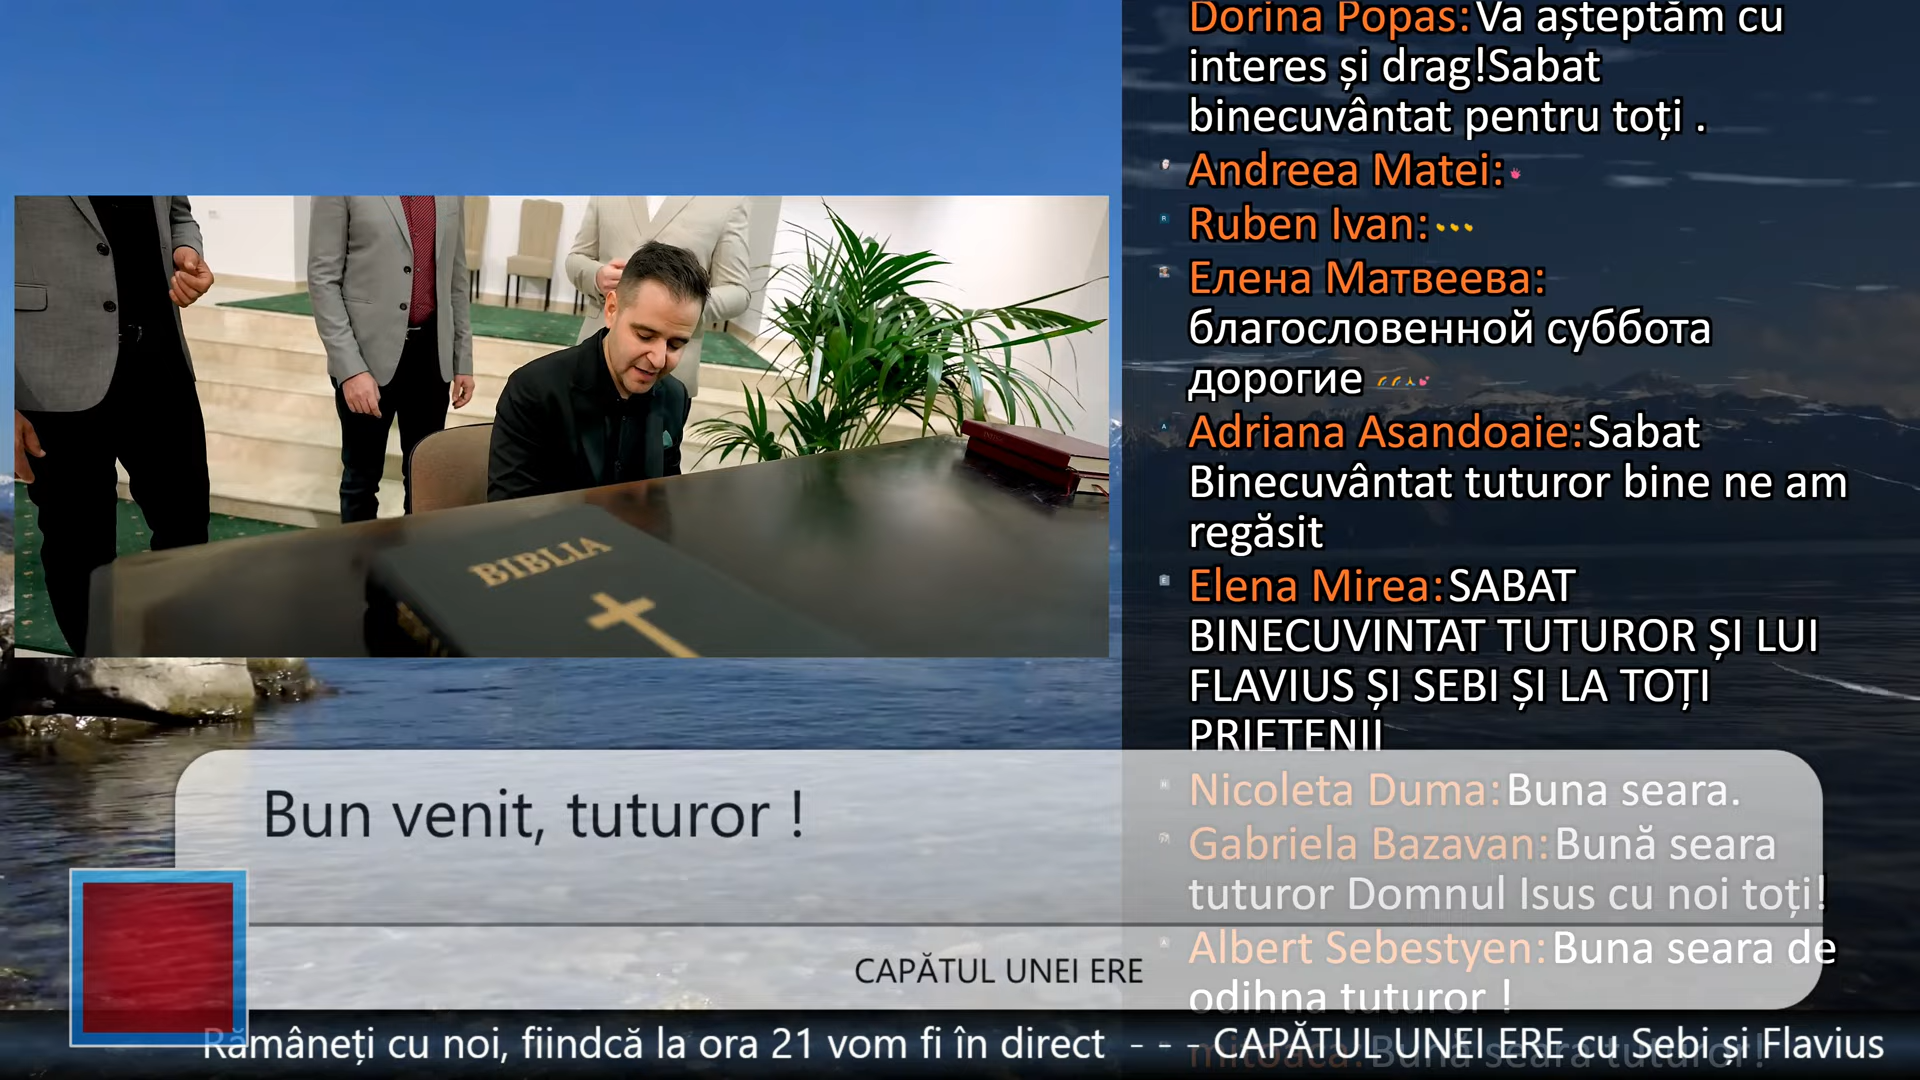 Dorina Popas: Va așteptăm cu
interes și drag!Sabat
binecuvântat pentru toți .
Andreea Matei:
Ruben Ivan:
Елена Матвеева:
благословенной суббота
дорогие
Adriana Asandoaie: Sabat
Binecuvântat tuturor bine ne am
regăsit
Elena Mirea: SABAT
BINECUVINTAT TUTUROR ȘI LUI
FLAVIUS ȘI SEBI ȘI LA TOȚI
PRIETENII
Nicoleta Duma: Buna seara.
Gabriela Bazavan: Bună seara
tuturor Domnul Isus cu noi toți!
Albert Sebestyen: Buna seara de
odihna tuturor !
mitoaca: Buna seara tuturor!
BIBLIA
Bun venit, tuturor !
CAPĂTUL UNEI ERE
Rămâneți cu noi, fiindcă la ora 21 vom fi în direct - - - CAPĂTUL UNEI ERE cu Sebi și Flavius